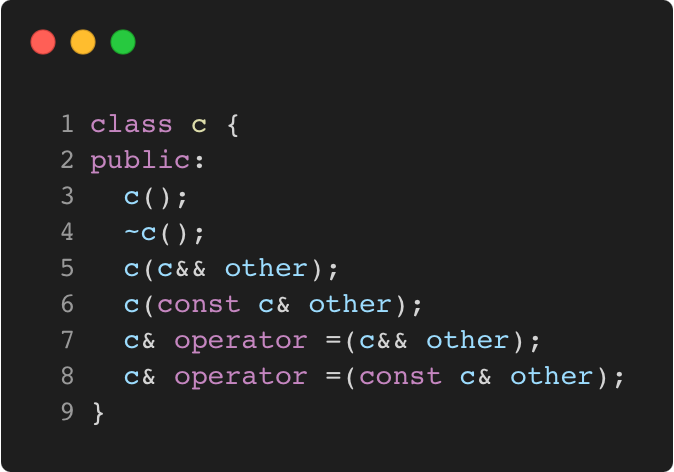 1 class c {
2 public:
3   c();
4   ~c();
5   c(c&& other);
6   c(const c& other);
7   c& operator =(c&& other);
8   c& operator =(const c& other);
9 }